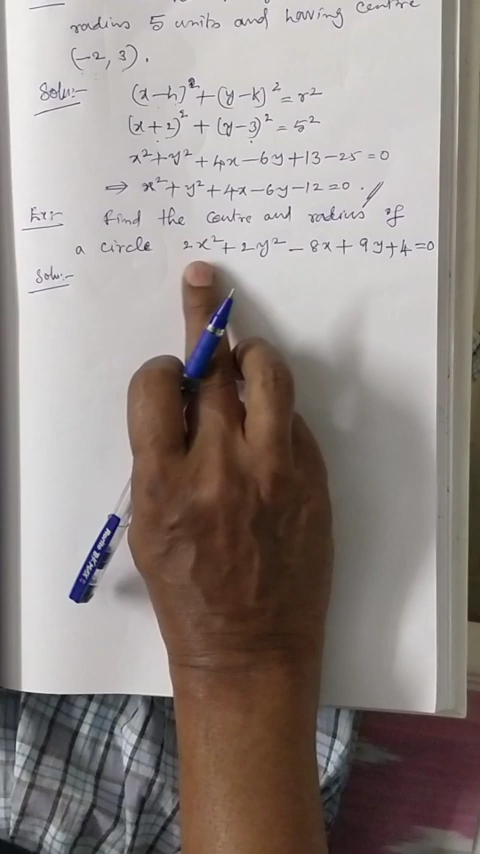 radius 5 units and having centre
(-2, 3).
Soln:- (x-h)² + (y-k)² = r²
(x+2)² + (y-3)² = 5²
x² + y² + 4x - 6y + 13 - 25 = 0
⇒ x² + y² + 4x - 6y - 12 = 0.
Ex:- Find the centre and radius of
a circle 2x² + 2y² - 8x + 9y + 4 = 0
Soln:-